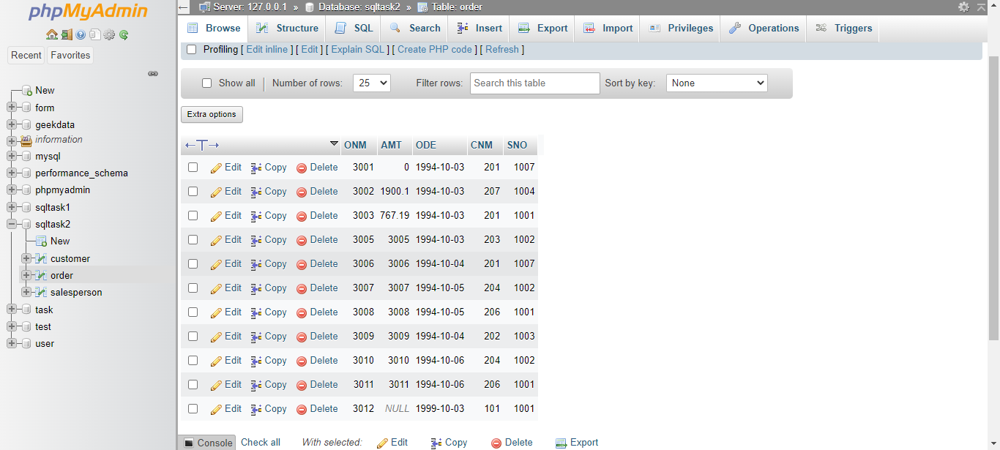 phpMyAdmin
Recent Favorites
New
form
geekdata
information
mysql
performance_schema
phpmyadmin
sqltask1
sqltask2
New
customer
order
salesperson
task
test
user
Server: 127.0.0.1 » Database: sqltask2 » Table: order
Browse Structure SQL Search Insert Export Import Privileges Operations Triggers
Profiling [ Edit inline ] [ Edit ] [ Explain SQL ] [ Create PHP code ] [ Refresh ]
Show all Number of rows: 25 Filter rows: Search this table Sort by key: None
Extra options
←T→ ONM AMT ODE CNM SNO
Edit Copy Delete 3001 0 1994-10-03 201 1007
Edit Copy Delete 3002 1900.1 1994-10-03 207 1004
Edit Copy Delete 3003 767.19 1994-10-03 201 1001
Edit Copy Delete 3005 3005 1994-10-03 203 1002
Edit Copy Delete 3006 3006 1994-10-04 201 1007
Edit Copy Delete 3007 3007 1994-10-05 204 1002
Edit Copy Delete 3008 3008 1994-10-05 206 1001
Edit Copy Delete 3009 3009 1994-10-04 202 1003
Edit Copy Delete 3010 3010 1994-10-06 204 1002
Edit Copy Delete 3011 3011 1994-10-06 206 1001
Edit Copy Delete 3012 NULL 1999-10-03 101 1001
Console Check all With selected: Edit Copy Delete Export